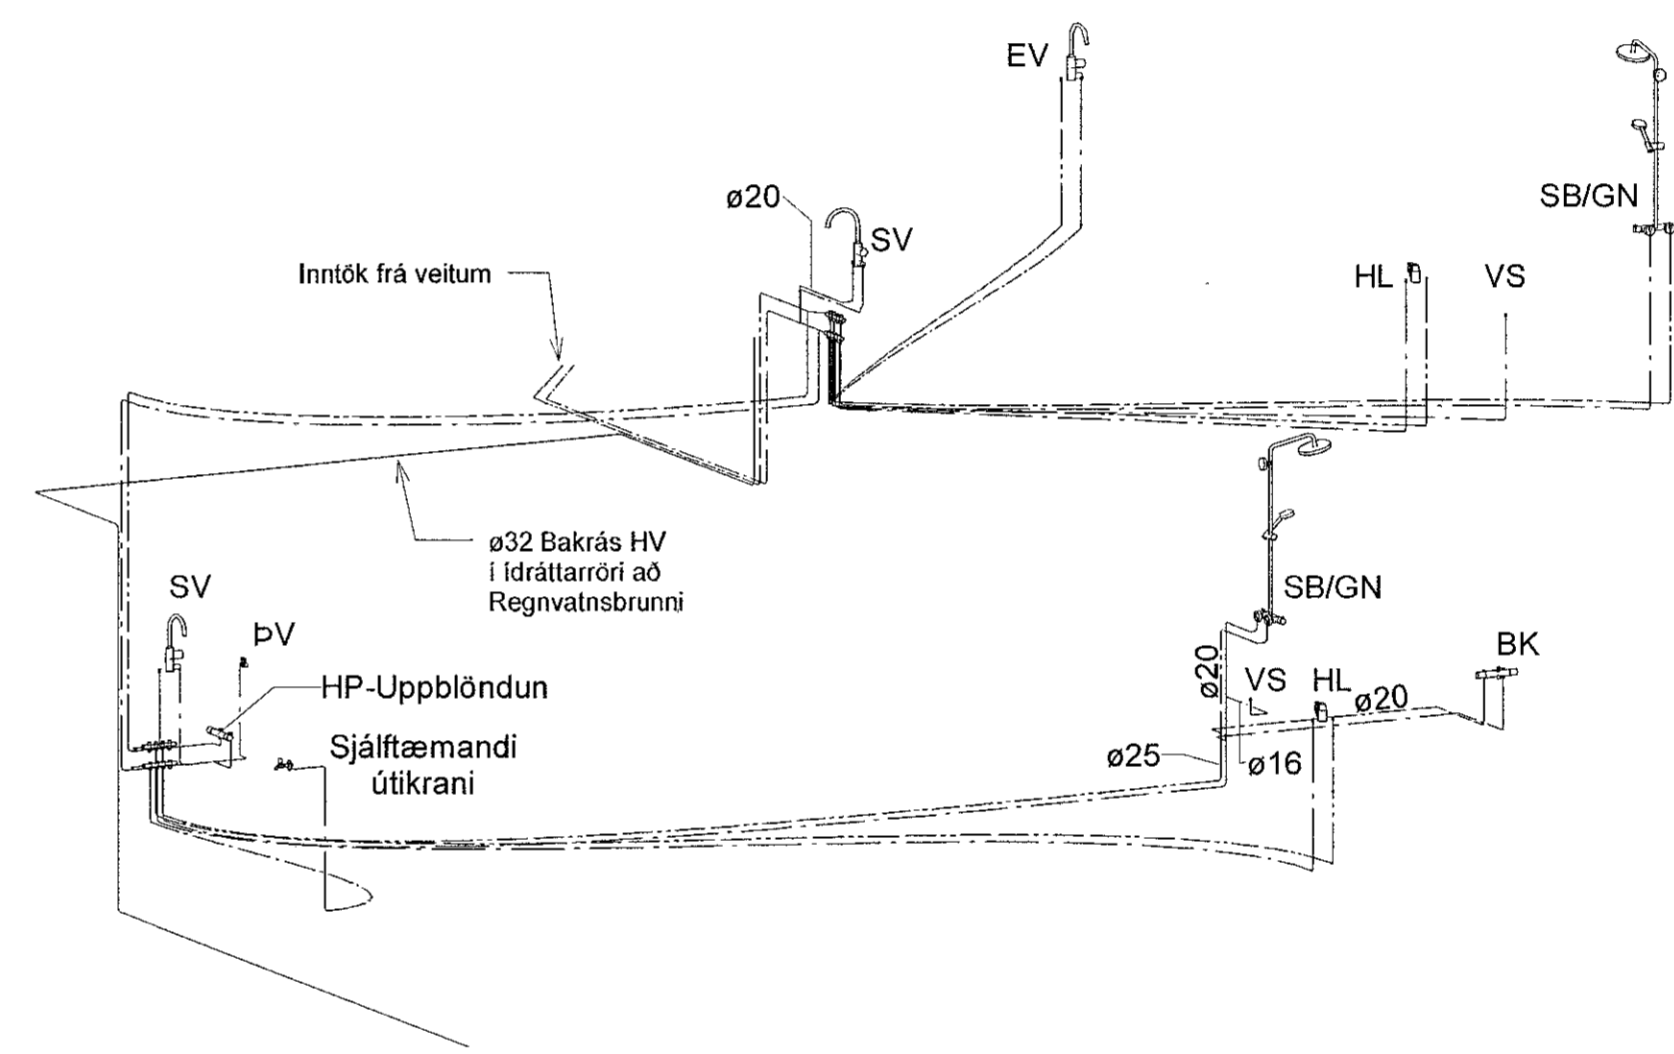 EV
SB/GN
ø20
SV
Inntök frá veitum
HL
VS
ø32 Bakrás HV
í ídráttarröri að
Regnvatnsbrunni
SV
ÞV
HP-Uppblöndun
Sjálftæmandi
útikrani
SB/GN
BK
ø20
VS
HL
ø20
ø25
ø16